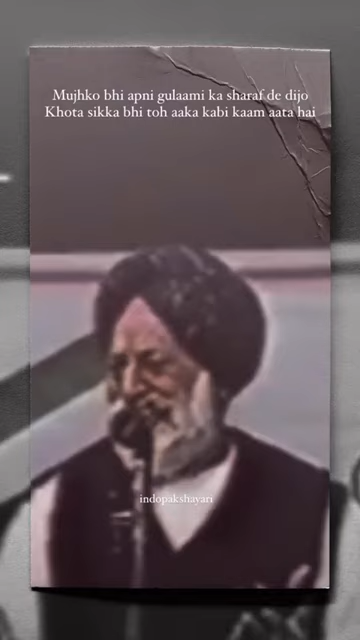 Mujhko bhi apni gulaami ka sharaf de dijo
Khota sikka bhi toh aaka kabi kaam aata hai
indopakshayari